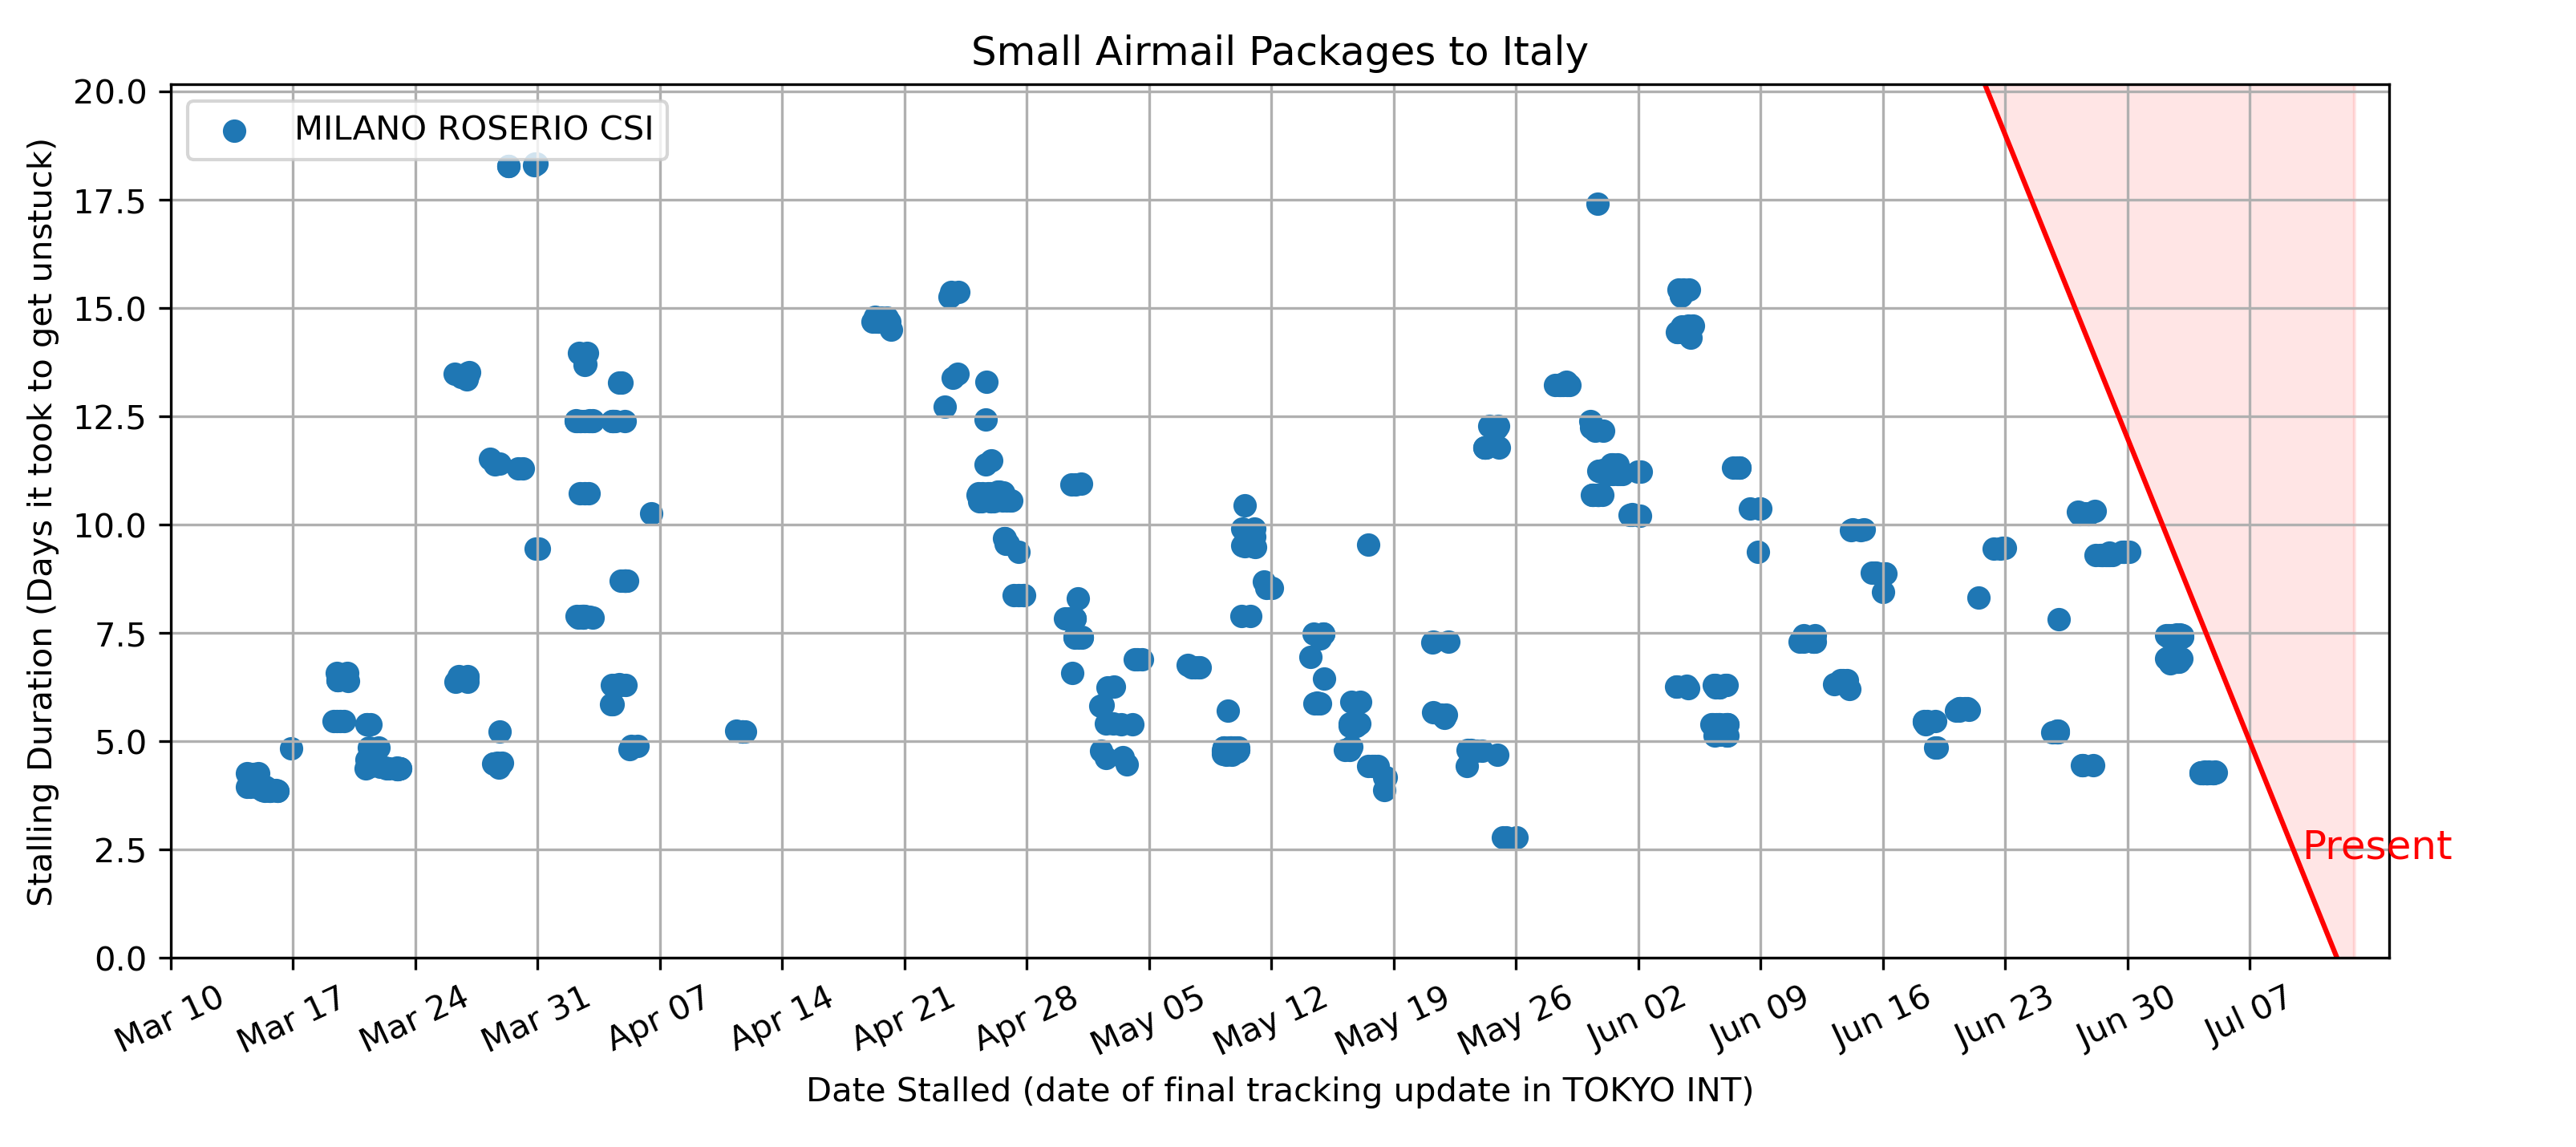 Small Airmail Packages to Italy
MILANO ROSERIO CSI
Stalling Duration (Days it took to get unstuck)
20.0
17.5
15.0
12.5
10.0
7.5
5.0
2.5
0.0
Present
Mar 10 Mar 17 Mar 24 Mar 31 Apr 07 Apr 14 Apr 21 Apr 28 May 05 May 12 May 19 May 26 Jun 02 Jun 09 Jun 16 Jun 23 Jun 30 Jul 07
Date Stalled (date of final tracking update in TOKYO INT)